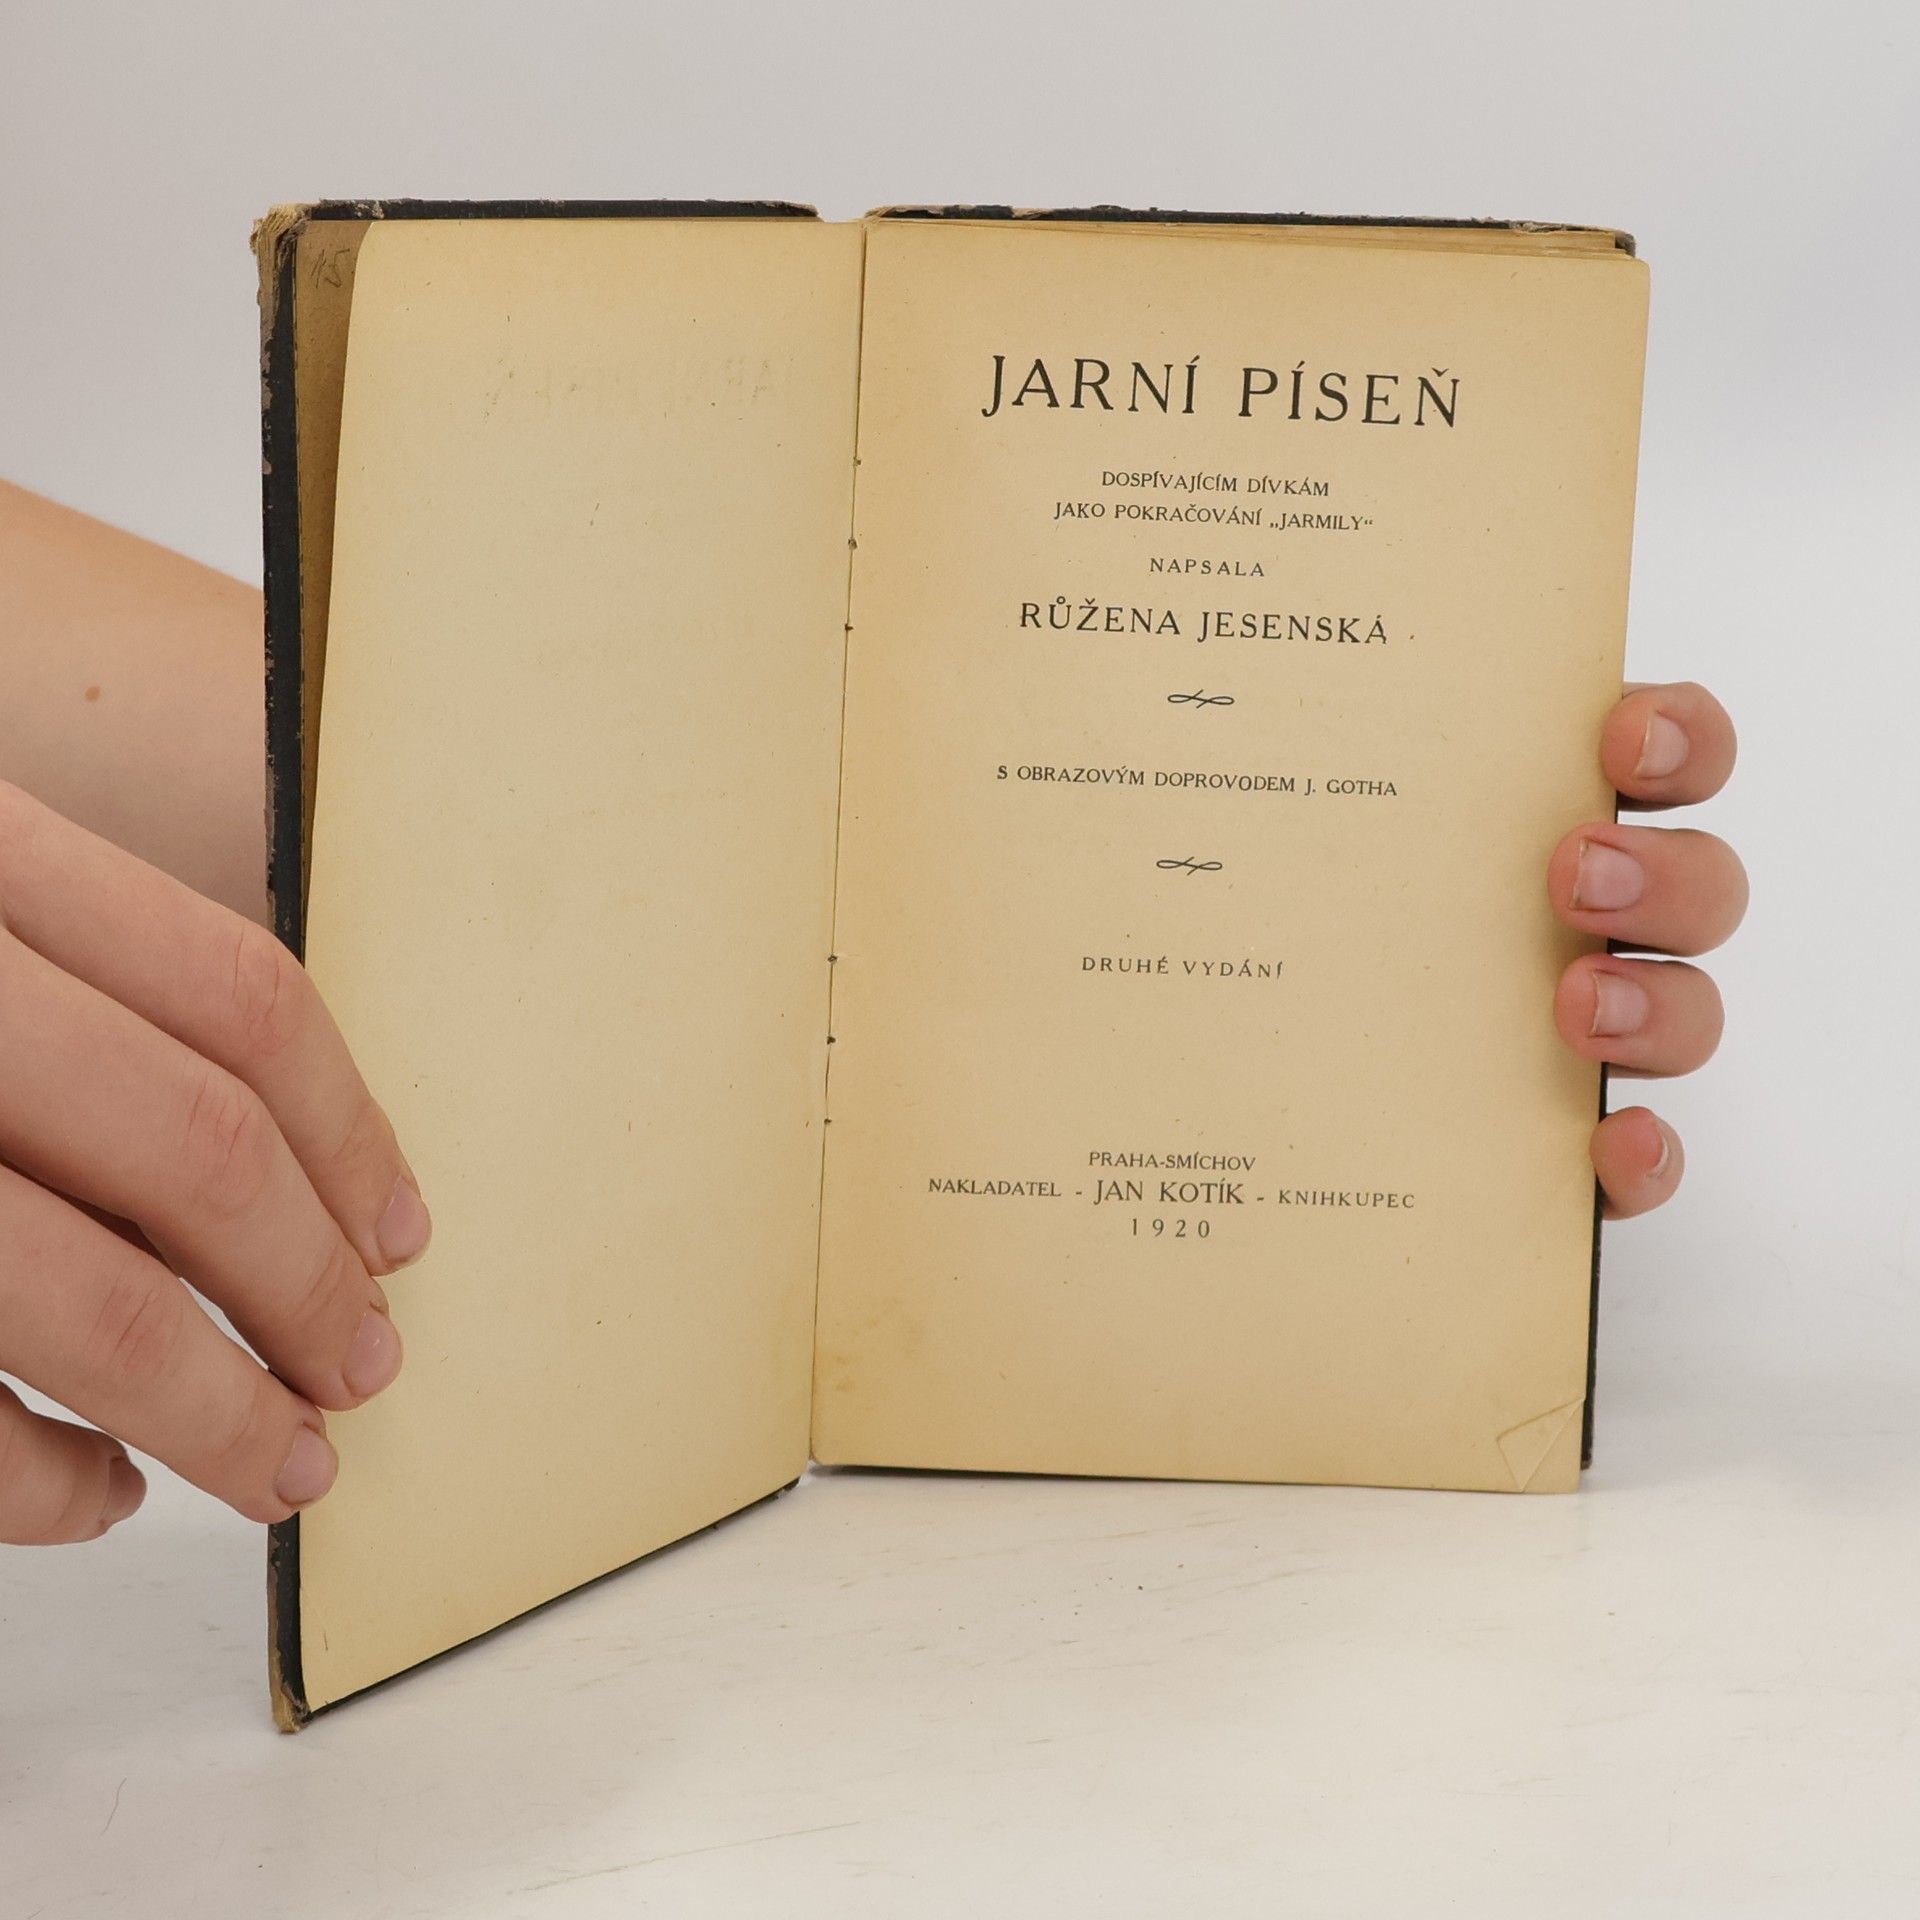 15
JARNÍ PÍSEŇ
DOSPÍVAJÍCÍM DÍVKÁM
JAKO POKRAČOVÁNÍ „JARMILY“
NAPSALA
RŮŽENA JESENSKÁ
S OBRAZOVÝM DOPROVODEM J. GOTHA
DRUHÉ VYDÁNÍ
PRAHA-SMÍCHOV
NAKLADATEL - JAN KOTÍK - KNIHKUPEC
1920